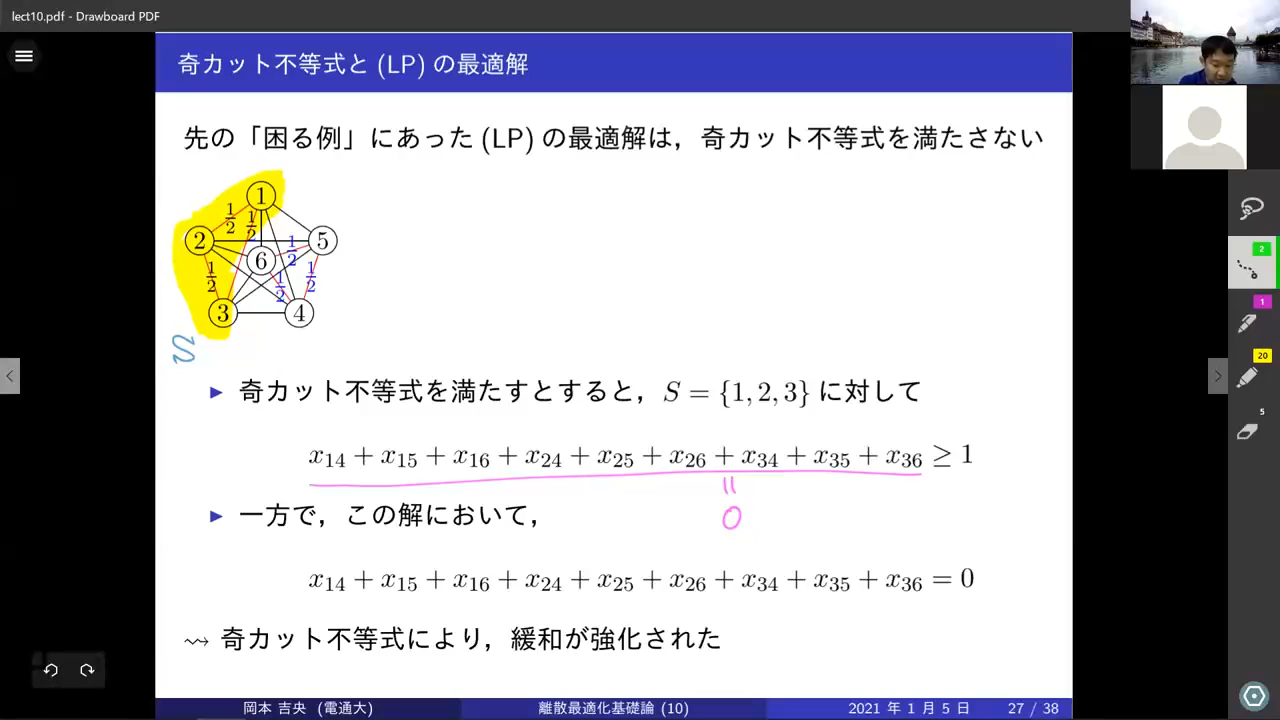 lect10.pdf - Drawboard PDF
奇カット不等式と (LP) の最適解
先の「困る例」にあった (LP) の最適解は，奇カット不等式を満たさない
1
1/2
1/2
2
5
1/2
6
1/2
1/2
1/2
3
4
S
▶ 奇カット不等式を満たすとすると，S = {1, 2, 3} に対して
x14 + x15 + x16 + x24 + x25 + x26 + x34 + x35 + x36 ≥ 1
=
0
▶ 一方で，この解において，
x14 + x15 + x16 + x24 + x25 + x26 + x34 + x35 + x36 = 0
⇝ 奇カット不等式により，緩和が強化された
岡本 吉央 (電通大) 離散最適化基礎論 (10) 2021 年 1 月 5 日 27 / 38
2
1
20
5